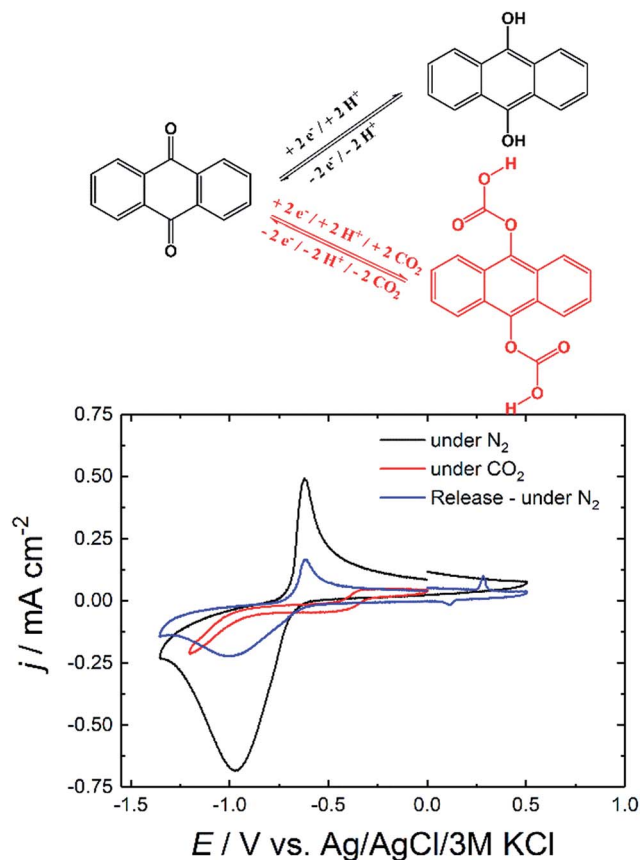 OH
O
+ 2 e⁻ / + 2 H⁺
- 2 e⁻ / - 2 H⁺
OH
O
H
O
O
O
+ 2 e⁻ / + 2 H⁺ / + 2 CO₂
- 2 e⁻ / - 2 H⁺ / - 2 CO₂
O
O
O
H
0.75
under N₂
under CO₂
0.50
Release - under N₂
0.25
0.00
-0.25
-0.50
-0.75
j / mA cm⁻²
-1.5 -1.0 -0.5 0.0 0.5 1.0
E / V vs. Ag/AgCl/3M KCl